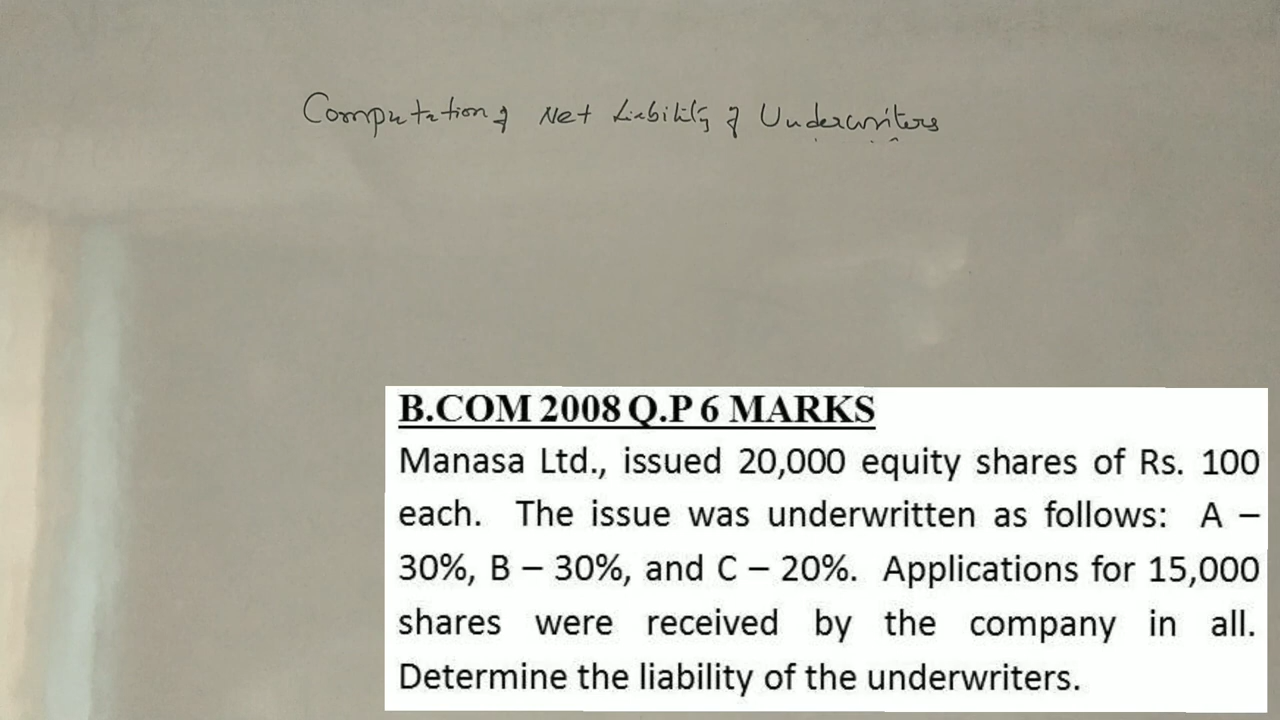 Computation of Net Liability of Underwriters
B.COM 2008 Q.P 6 MARKS
Manasa Ltd., issued 20,000 equity shares of Rs. 100
each. The issue was underwritten as follows: A –
30%, B – 30%, and C – 20%. Applications for 15,000
shares were received by the company in all.
Determine the liability of the underwriters.